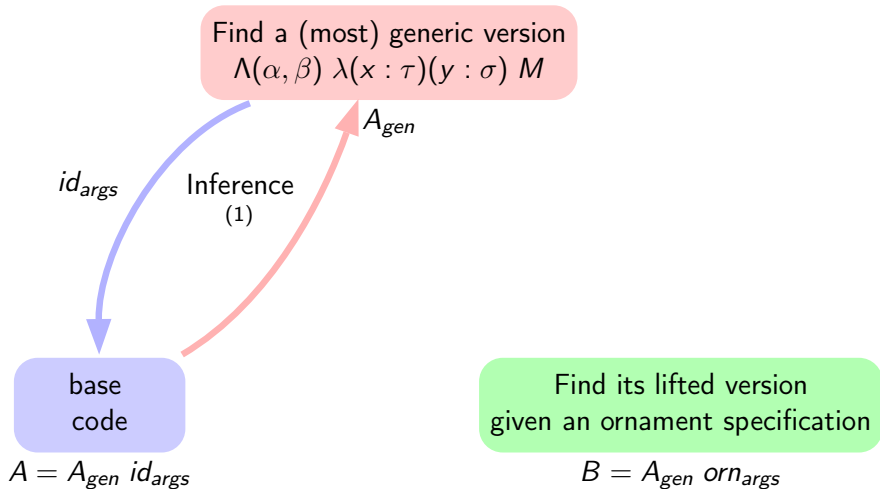 Find a (most) generic version
Λ(α, β) λ(x : τ)(y : σ) M
A_gen
id_args
Inference
(1)
base
code
A = A_gen id_args
Find its lifted version
given an ornament specification
B = A_gen orn_args